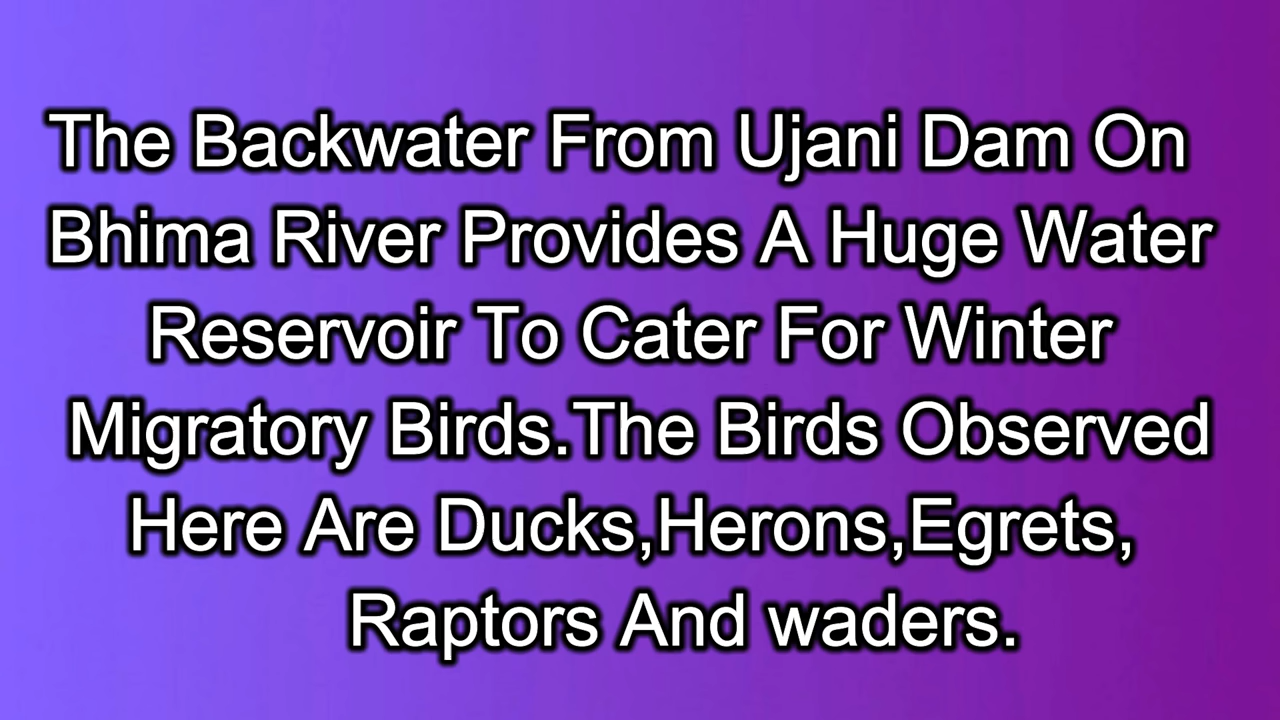 The Backwater From Ujani Dam On
Bhima River Provides A Huge Water
Reservoir To Cater For Winter
Migratory Birds.The Birds Observed
Here Are Ducks,Herons,Egrets,
Raptors And waders.